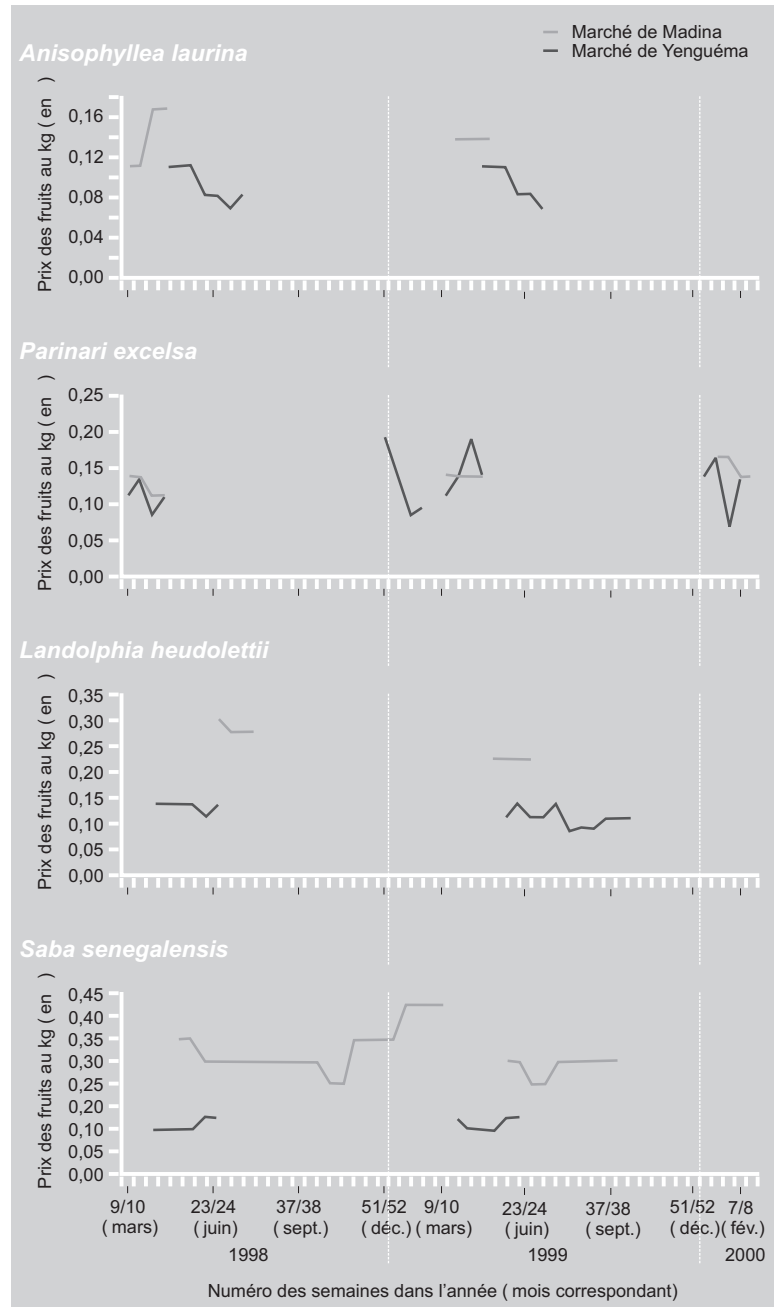 Marché de Madina
Marché de Yenguéma
Anisophyllea laurina
Prix des fruits au kg ( en )
0,16
0,12
0,08
0,04
0,00
Parinari excelsa
Prix des fruits au kg ( en )
0,25
0,20
0,15
0,10
0,05
0,00
Landolphia heudolettii
Prix des fruits au kg ( en )
0,35
0,30
0,25
0,20
0,15
0,10
0,05
0,00
Saba senegalensis
Prix des fruits au kg ( en )
0,45
0,40
0,35
0,30
0,25
0,20
0,10
0,05
0,00
9/10 23/24 37/38 51/52 9/10 23/24 37/38 51/52 7/8
( mars) ( juin) ( sept.) ( déc.) ( mars) ( juin) ( sept.) ( déc.) ( fév.)
1998 1999 2000
Numéro des semaines dans l'année ( mois correspondant)